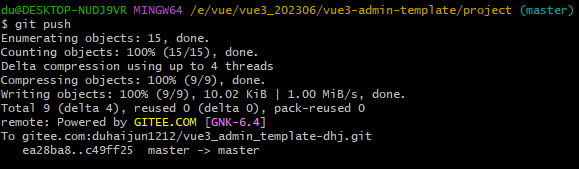 du@DESKTOP-NUDJ9VR MINGW64 /e/vue/vue3_202306/vue3-admin-template/project (master)
$ git push
Enumerating objects: 15, done.
Counting objects: 100% (15/15), done.
Delta compression using up to 4 threads
Compressing objects: 100% (9/9), done.
Writing objects: 100% (9/9), 10.02 KiB | 1.00 MiB/s, done.
Total 9 (delta 4), reused 0 (delta 0), pack-reused 0
remote: Powered by GITEE.COM [GNK-6.4]
To gitee.com:duhaijun1212/vue3_admin_template-dhj.git
   ea28ba8..c49ff25  master -> master